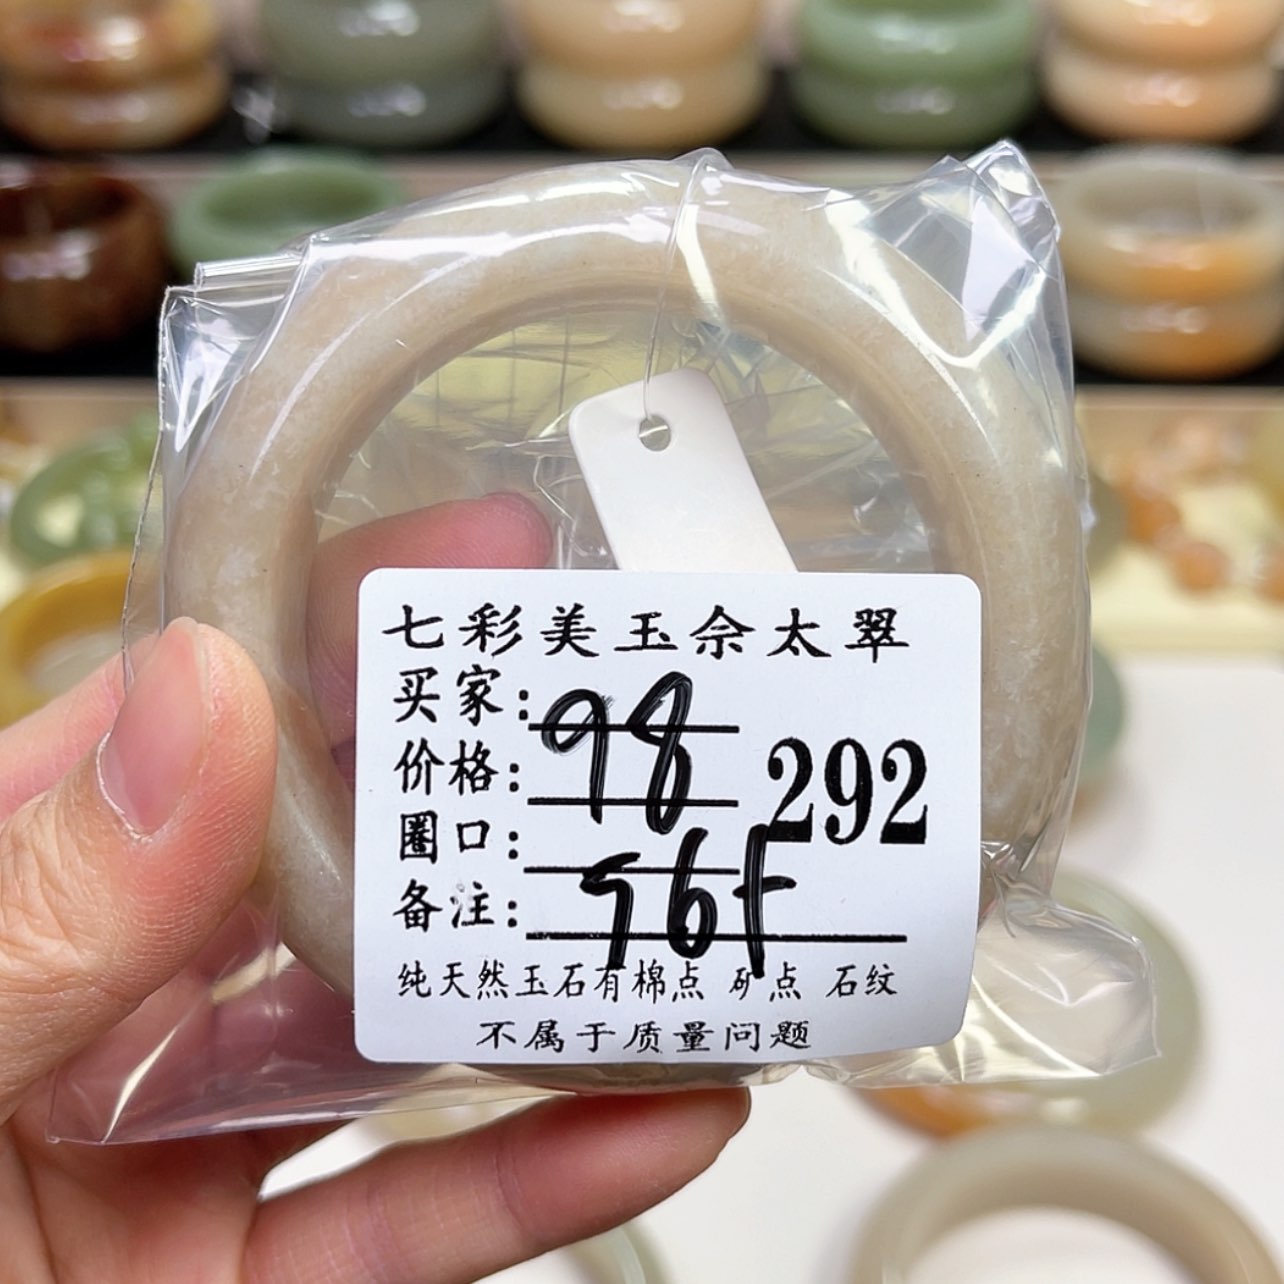 七彩美玉佘太翠
买家:
98
价格:
292
圈口:
备注:
纯天然玉石有棉点 矿点 石纹
不属于质量问题